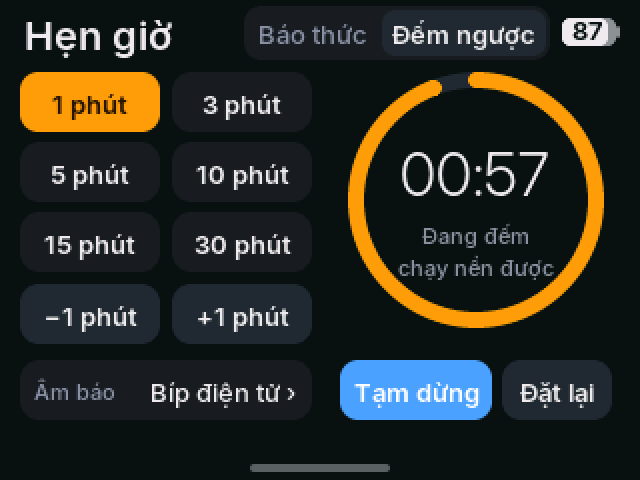 Hẹn giờ
Báo thức
Đếm ngược
87
1 phút
3 phút
5 phút
10 phút
15 phút
30 phút
−1 phút
+1 phút
00:57
Đang đếm
chạy nền được
Âm báo
Bíp điện tử ›
Tạm dừng
Đặt lại